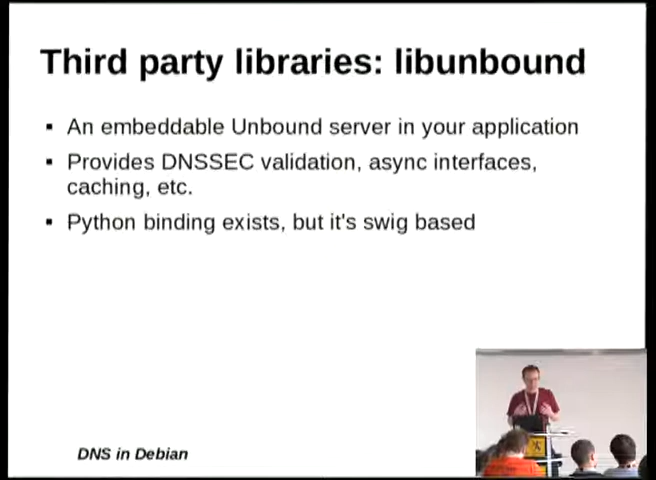 Third party libraries: libunbound
▪ An embeddable Unbound server in your application
▪ Provides DNSSEC validation, async interfaces,
caching, etc.
▪ Python binding exists, but it's swig based
DNS in Debian